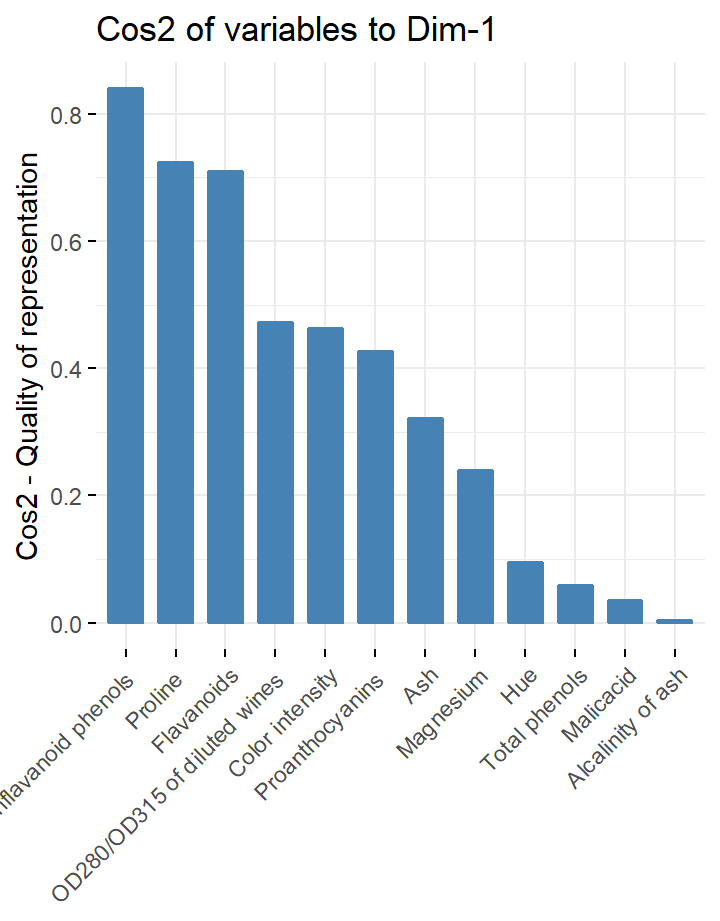 Cos2 of variables to Dim-1
Cos2 - Quality of representation
0.8
0.6
0.4
0.2
0.0
nflavanoid phenols
Proline
Flavanoids
OD280/OD315 of diluted wines
Color intensity
Proanthocyanins
Ash
Magnesium
Hue
Total phenols
Malicacid
Alcalinity of ash